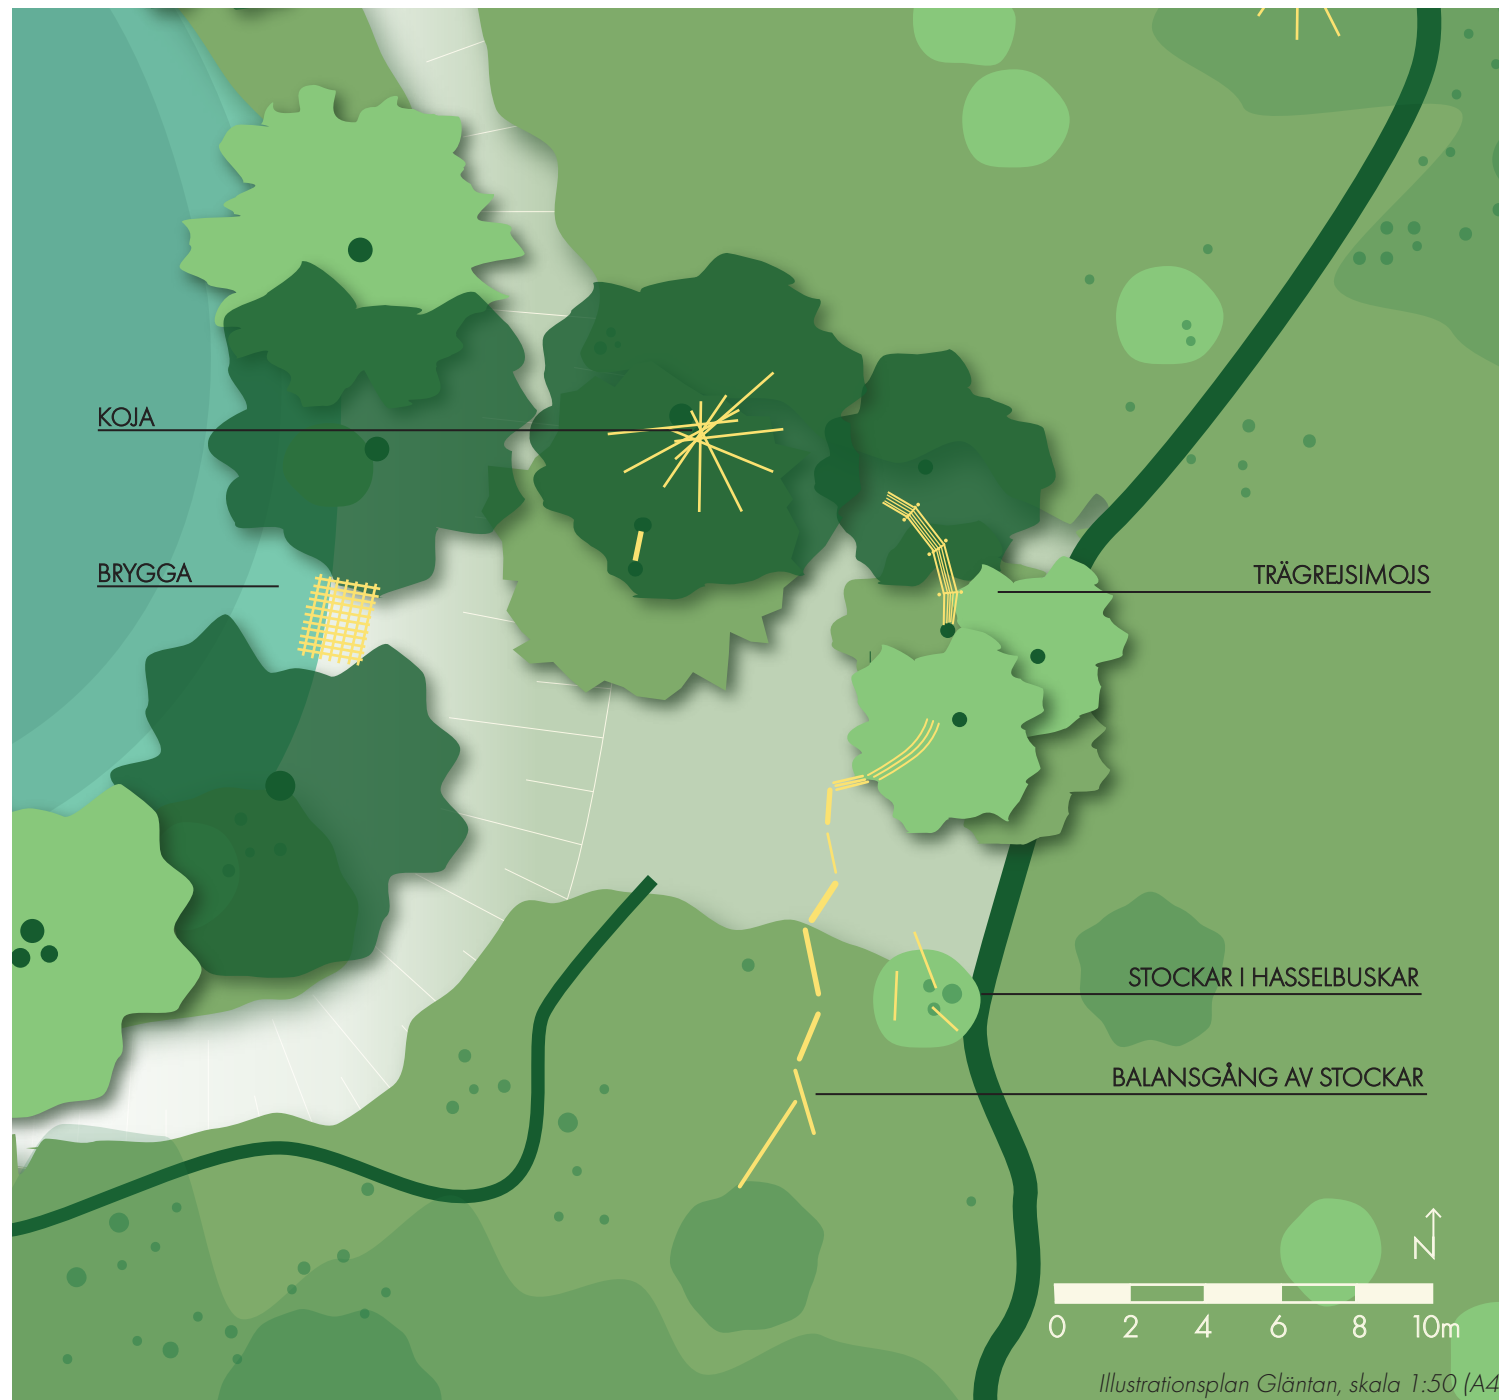 KOJA
BRYGGA
TRÄGREJSIMOJS
STOCKAR I HASSELBUSKAR
BALANSGÅNG AV STOCKAR
N
0 2 4 6 8 10m
Illustrationsplan Gläntan, skala 1:50 (A4